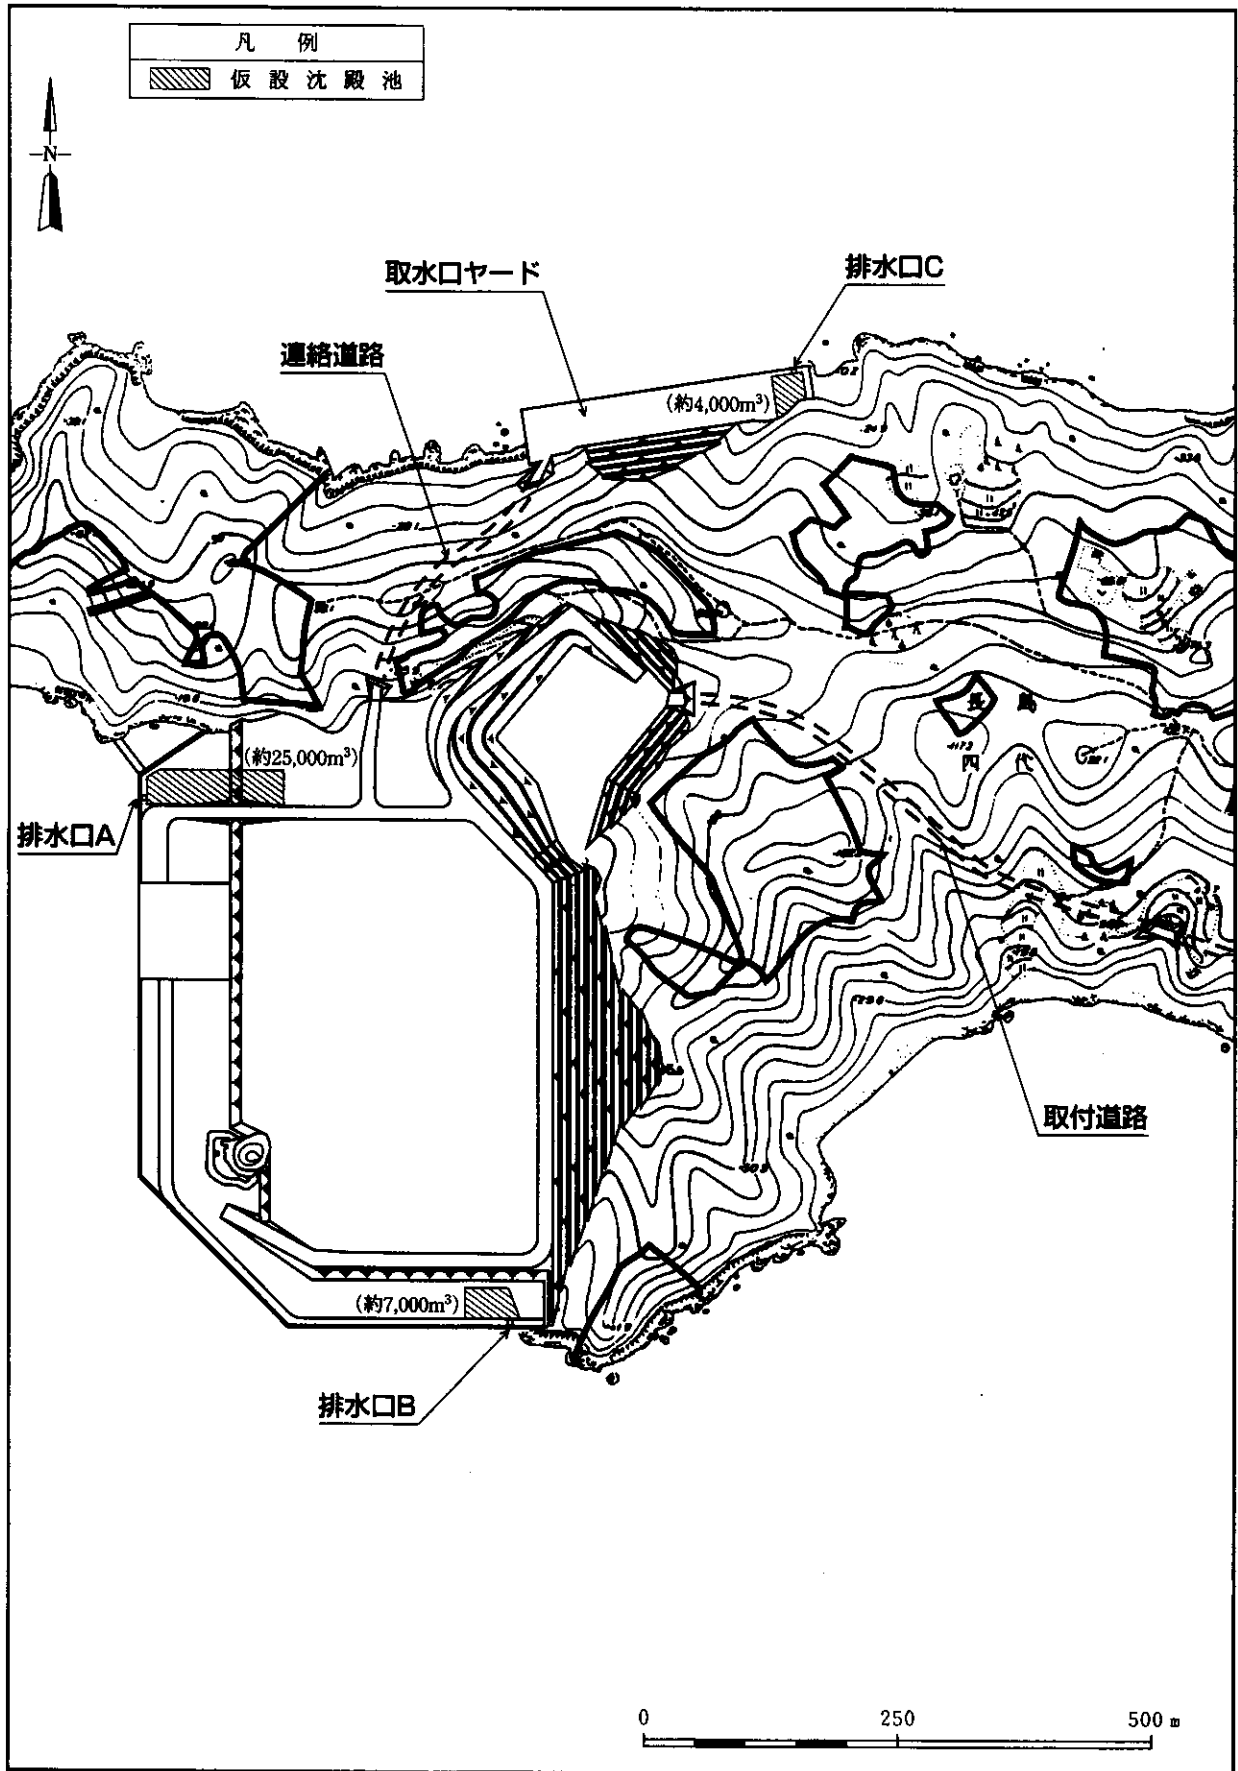 凡 例
仮 設 沈 殿 池
N
取水口ヤード
排水口C
連絡道路
(約4,000m³)
長 島
四 代
(約25,000m³)
排水口A
取付道路
(約7,000m³)
排水口B
0 250 500 m